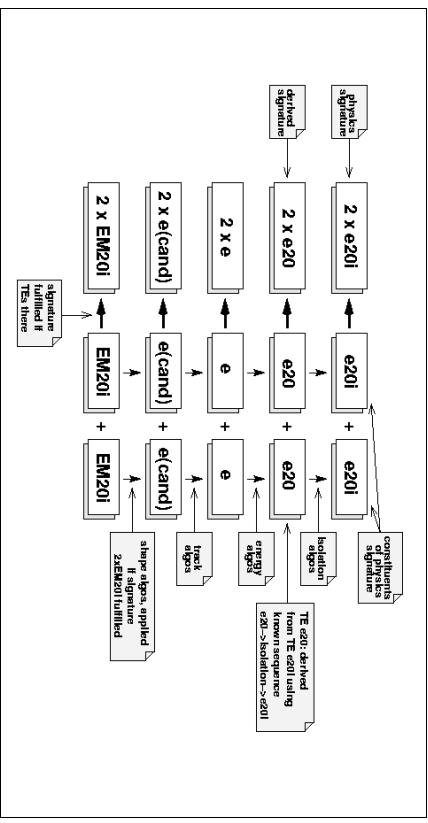 physics
signature
2 x e20i
e20i + e20i
constituents
of physics
signature
isolation
algos
derived
signature
2 x e20
e20 + e20
TE e20: derived
from TE e20i using
known sequence
e20-->isolation-->e20i
energy
algos
2 x e
e + e
track
algos
2 x e(cand)
e(cand) + e(cand)
shape algos, applied
if signature
2xEM20i fulfilled
2 x EM20i
EM20i + EM20i
signature
fulfilled if
TEs there